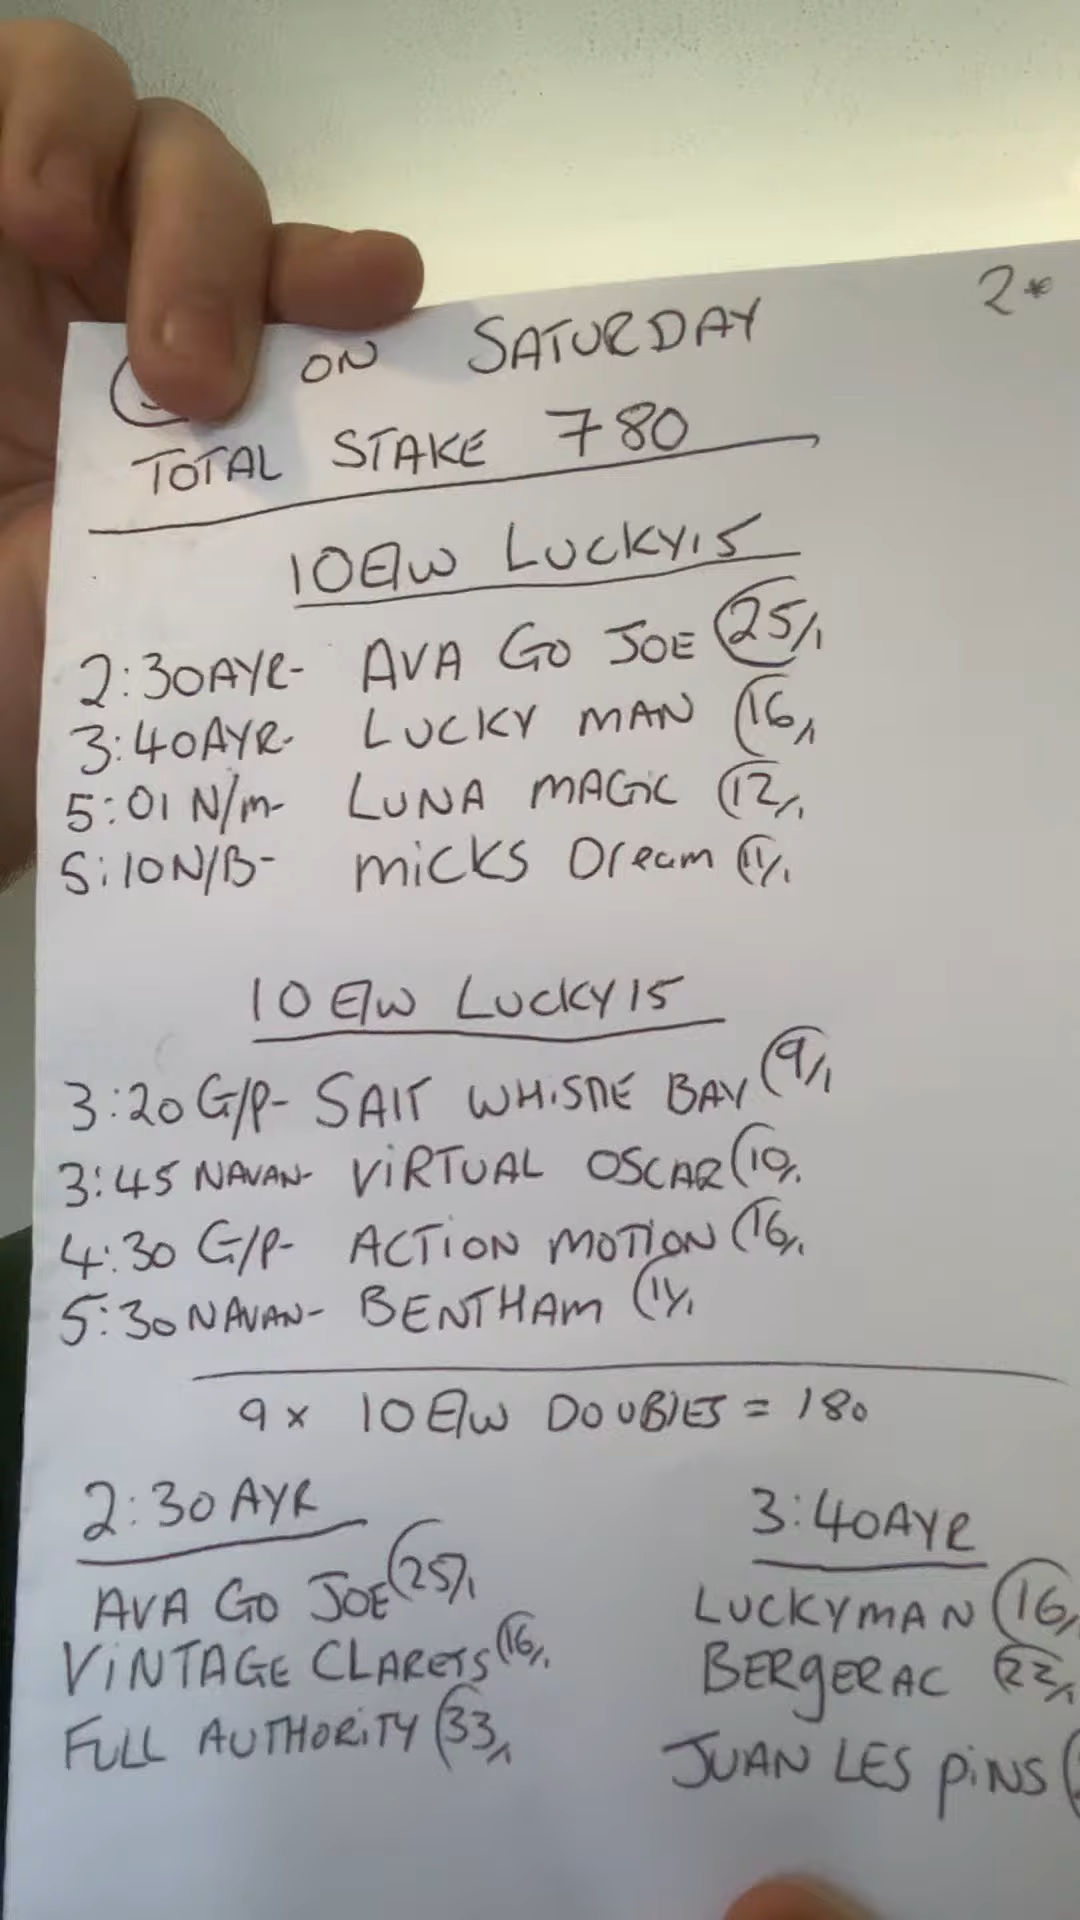 2*
ON SATURDAY
TOTAL STAKE 780
10E/W LUCKY15
2:30AYR- AVA GO JOE 25/1
3:40AYR- LUCKY MAN 16/1
5:01 N/m- LUNA MAGIC 12/1
5:10N/B- micks Dream 11/1
10 E/W LUCKY15
3:20 G/P- SAlT WHiSTlE BAY 9/1
3:45 NAVAN- ViRTUAL OSCAR 10/1
4:30 G/P- ACTiON MOTiON 16/1
5:30 NAVAN- BENTHAM 11/1
9 x 10 E/W DOUBlES = 180
2:30 AYR
AVA GO JOE 25/1
ViNTAGE CLARETS 16/1
FULL AUTHORiTY 33/1
3:40AYR
LUCKYMAN 16/1
BERgERAC 22/1
JUAN LES PiNS